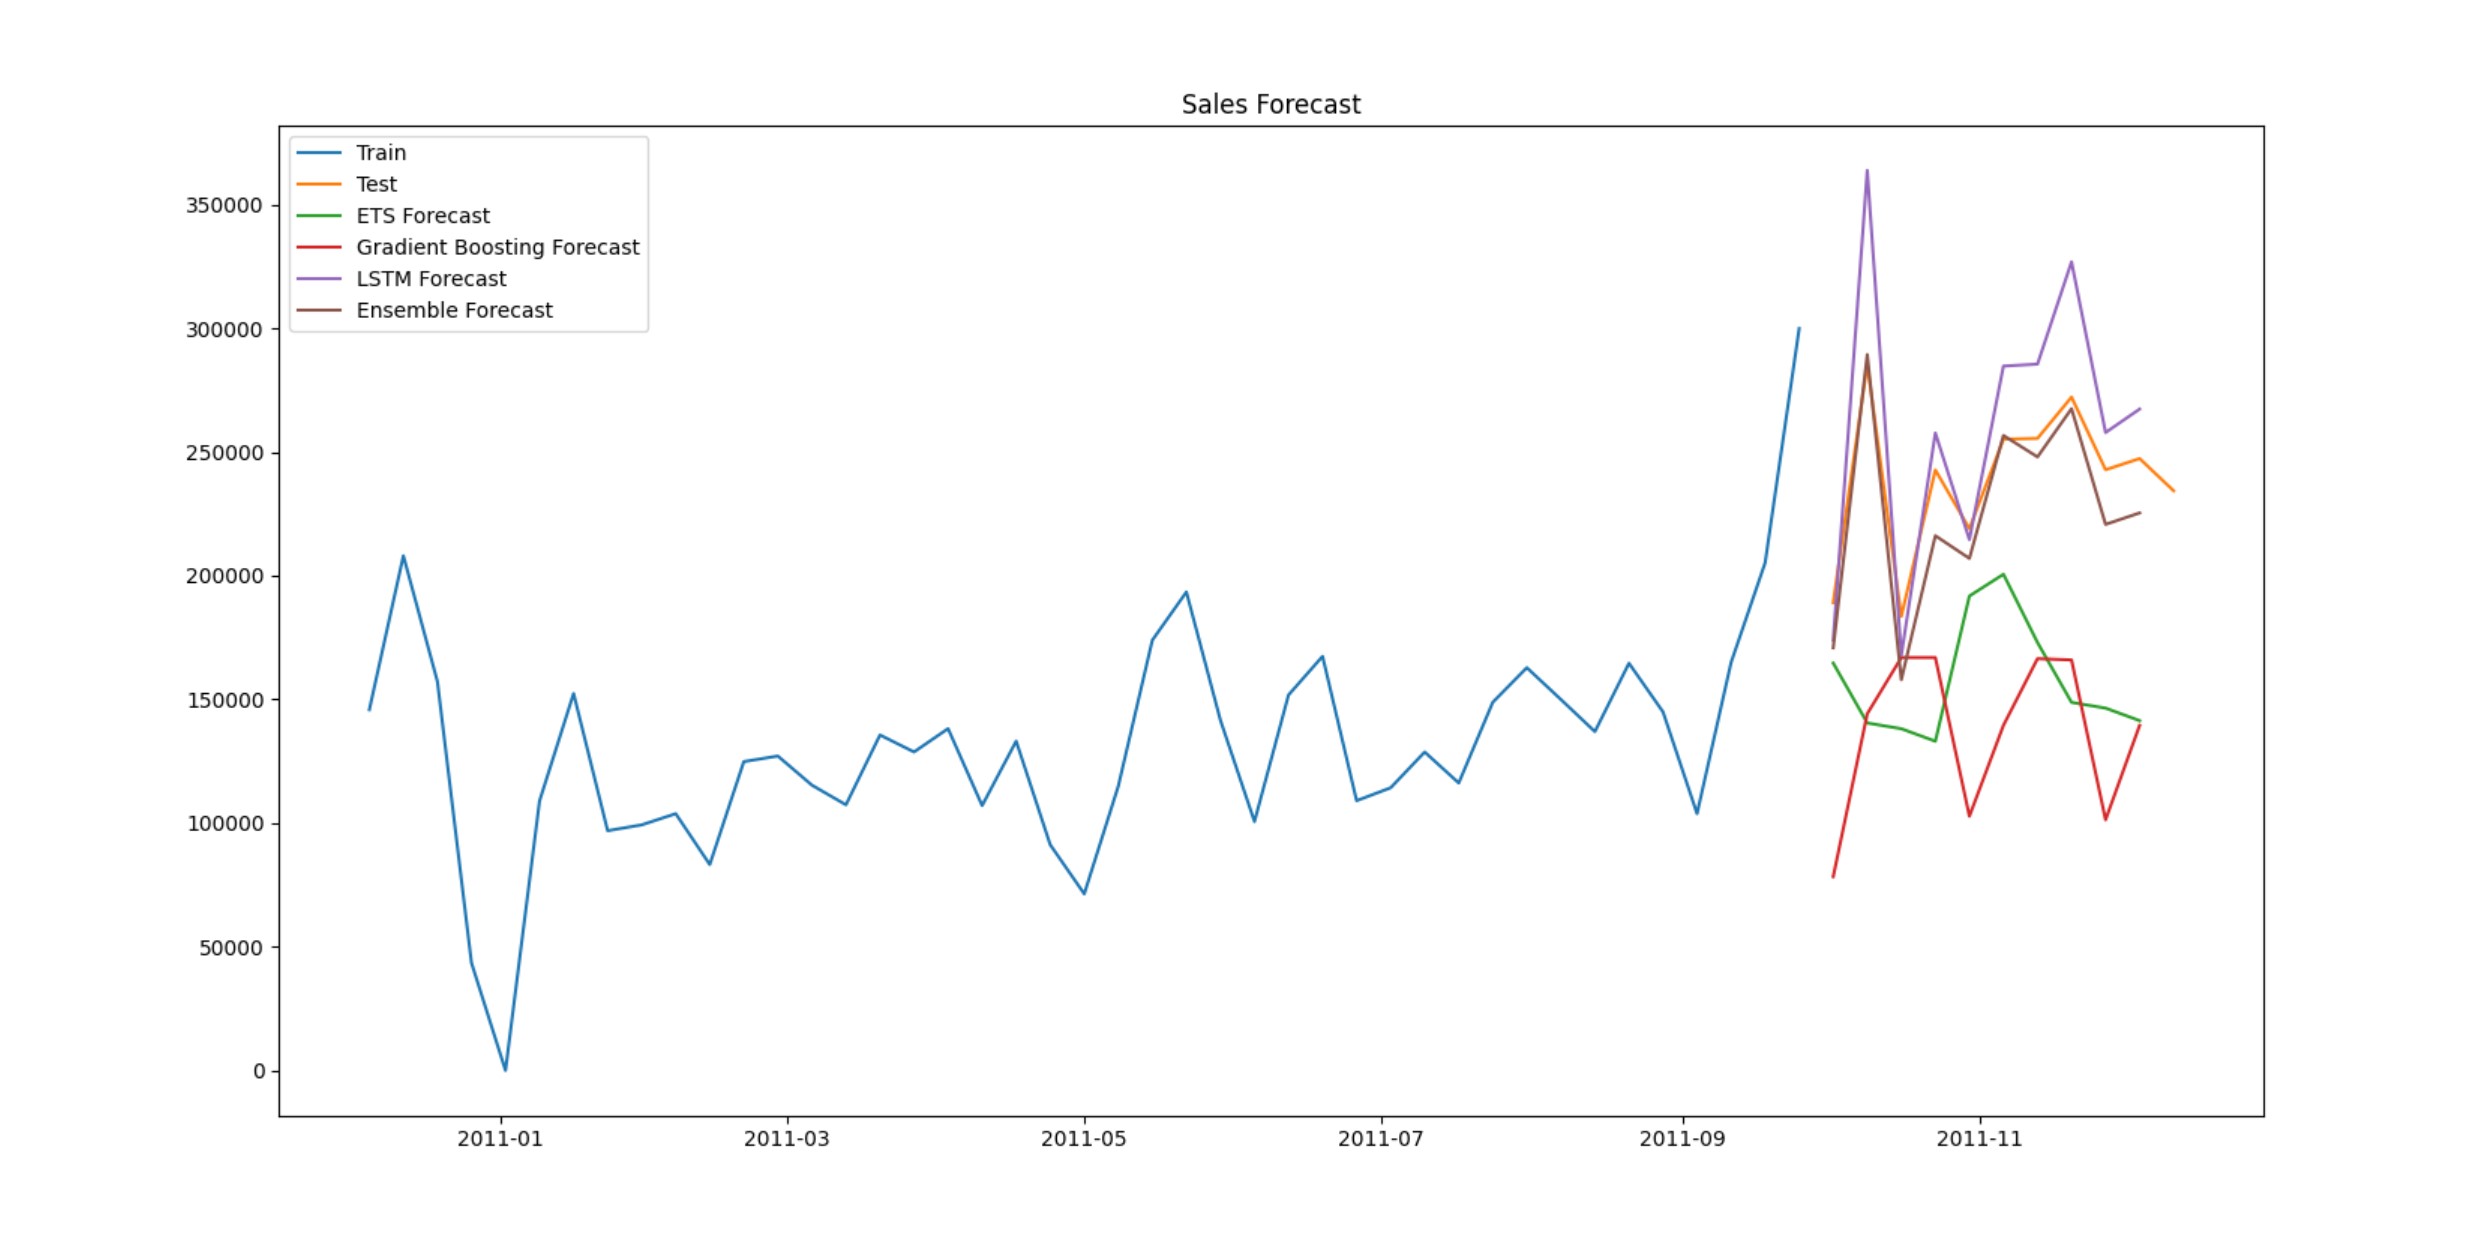 Sales Forecast
Train
Test
ETS Forecast
Gradient Boosting Forecast
LSTM Forecast
Ensemble Forecast
350000
300000
250000
200000
150000
100000
50000
0
2011-01 2011-03 2011-05 2011-07 2011-09 2011-11